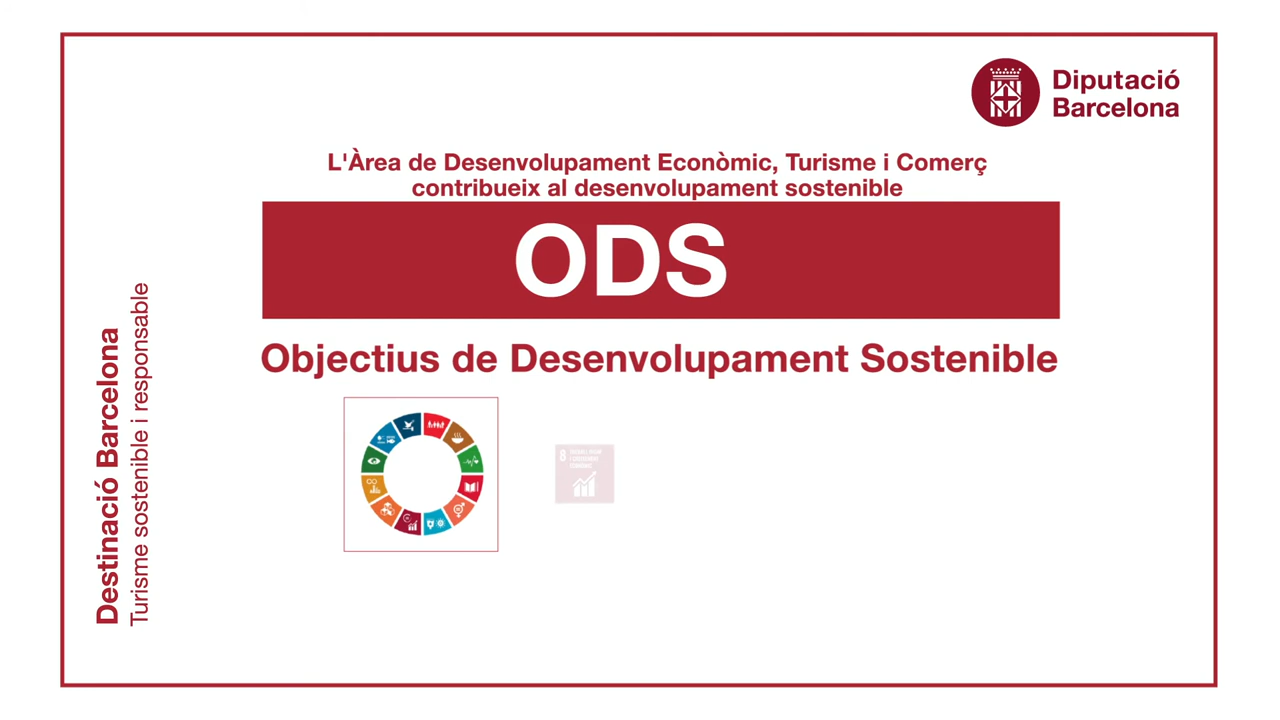 Diputació
Barcelona
L'Àrea de Desenvolupament Econòmic, Turisme i Comerç
contribueix al desenvolupament sostenible
ODS
Objectius de Desenvolupament Sostenible
8
Destinació Barcelona
Turisme sostenible i responsable